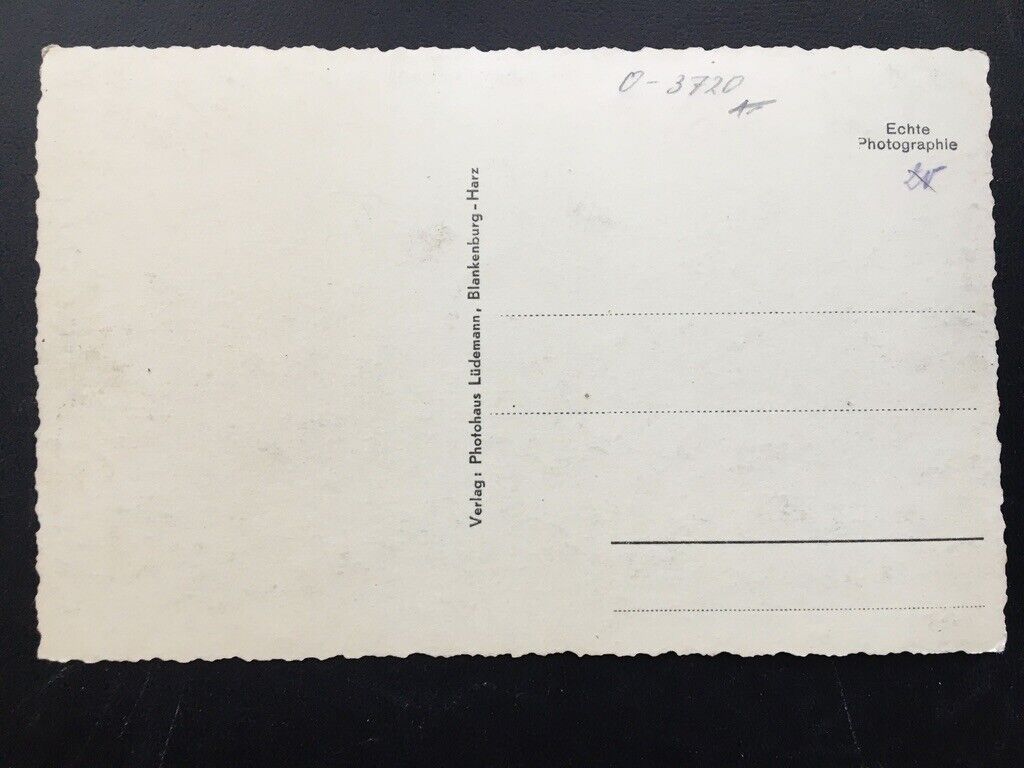 O-3720
Echte
Photographie
Verlag: Photohaus Lüdemann, Blankenburg-Harz